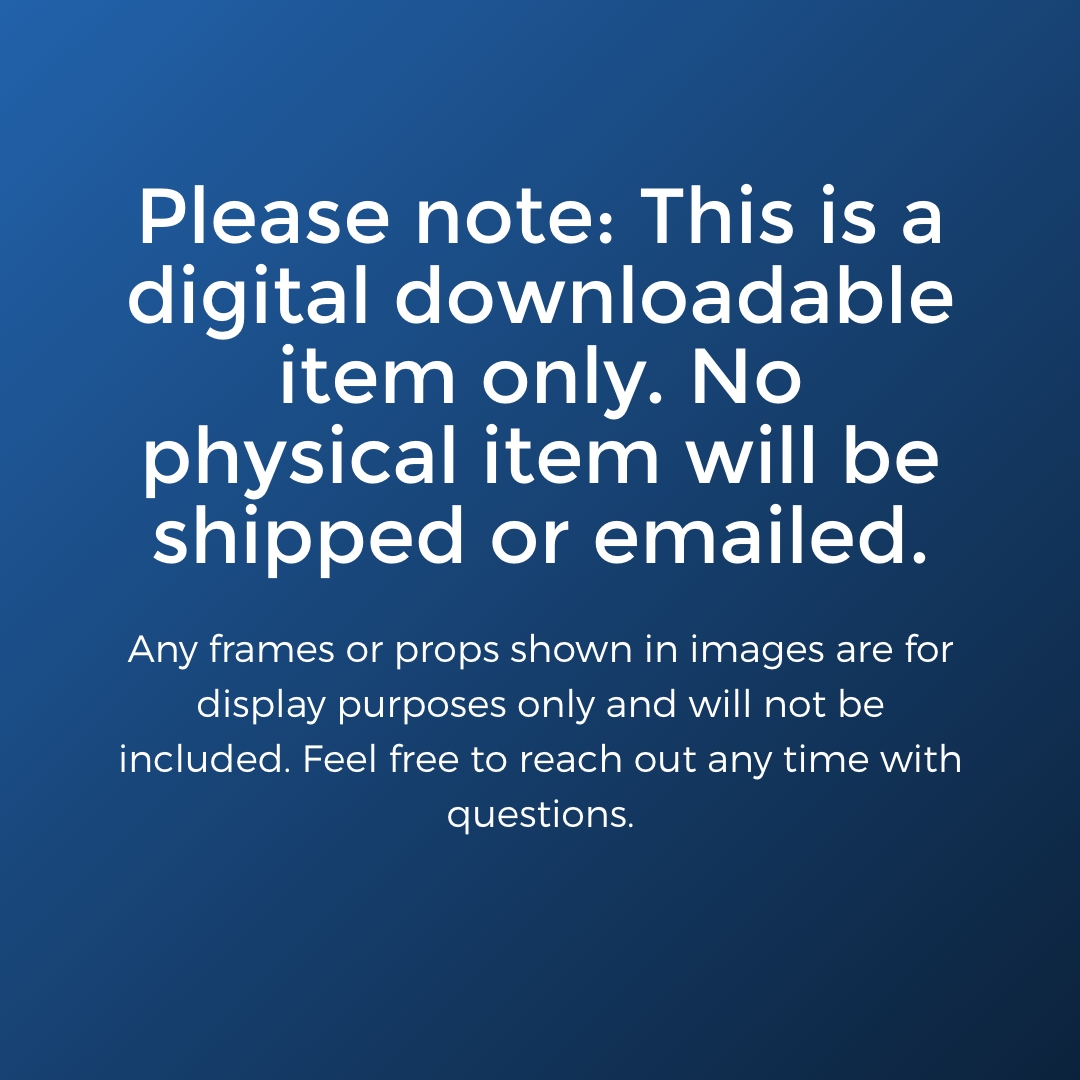 Please note: This is a
digital downloadable
item only. No
physical item will be
shipped or emailed.
Any frames or props shown in images are for
display purposes only and will not be
included. Feel free to reach out any time with
questions.